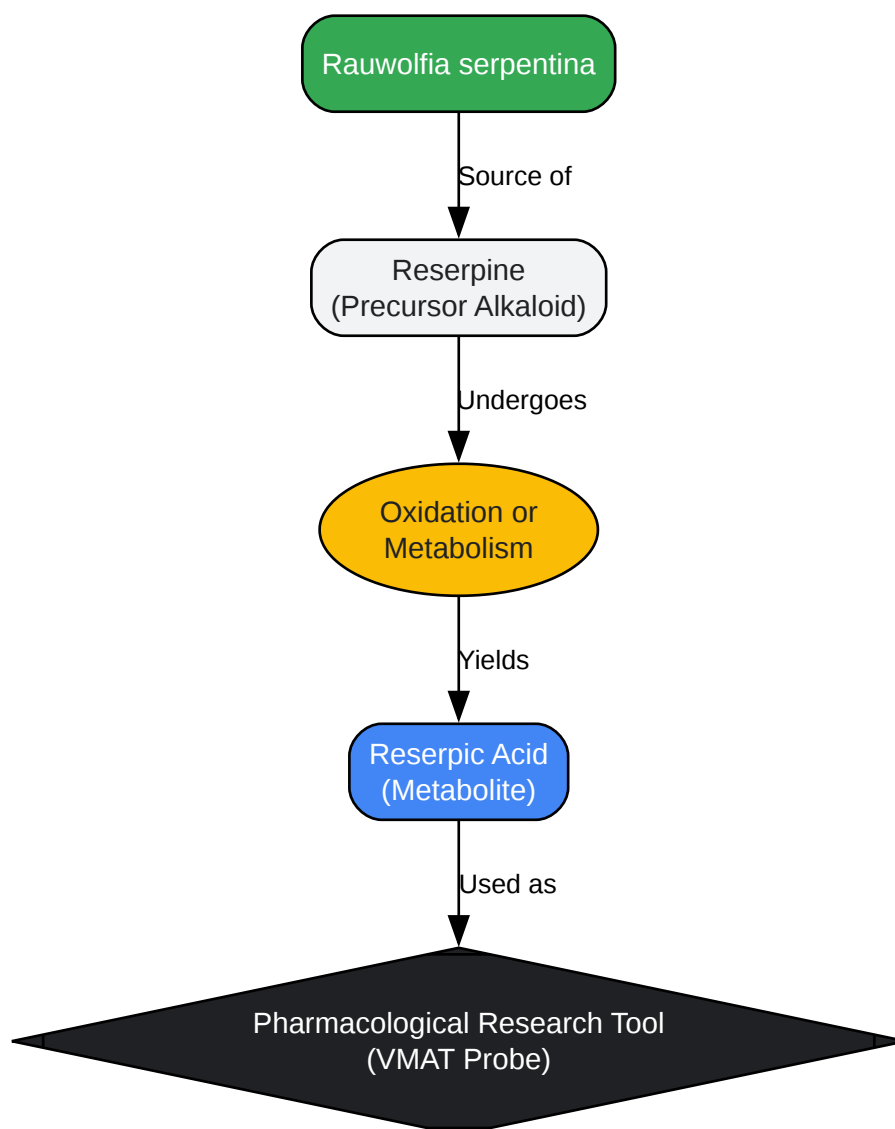 Rauwolfia serpentina
Source of
Reserpine
(Precursor Alkaloid)
Undergoes
Oxidation or
Metabolism
Yields
Reserpic Acid
(Metabolite)
Used as
Pharmacological Research Tool
(VMAT Probe)